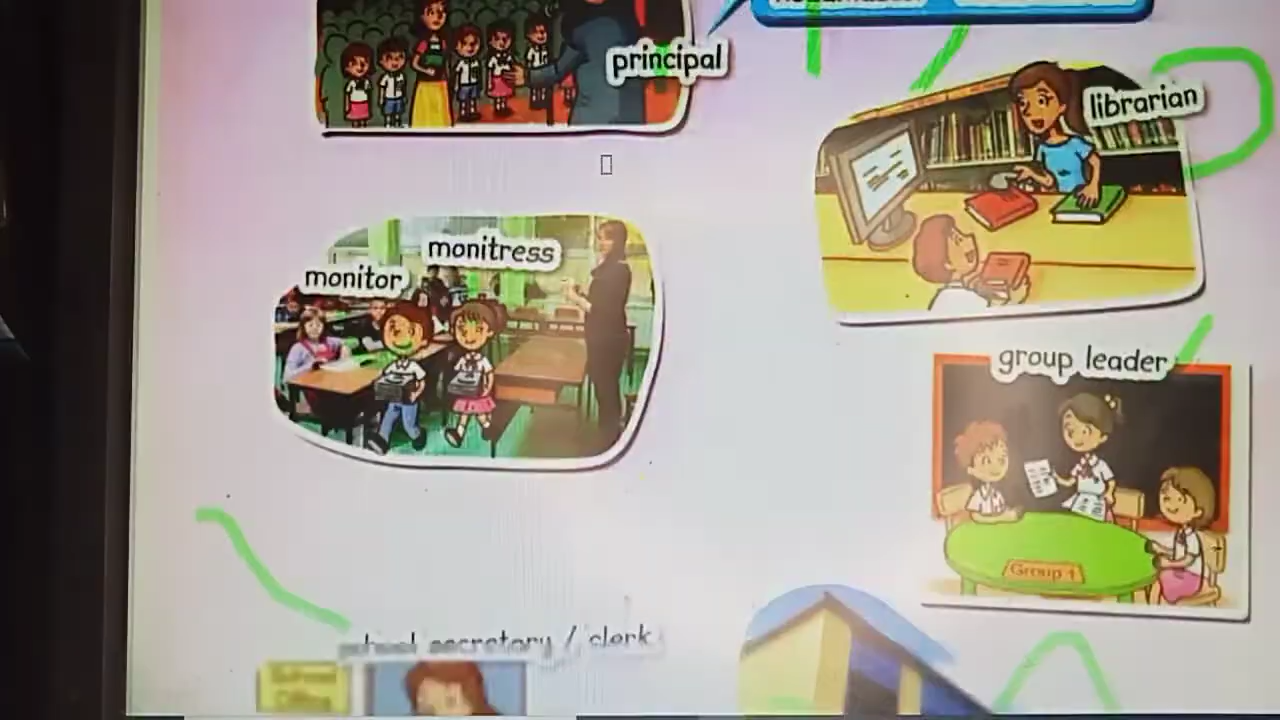 principal
librarian
monitress
monitor
group leader
Group 1
school secretary / clerk